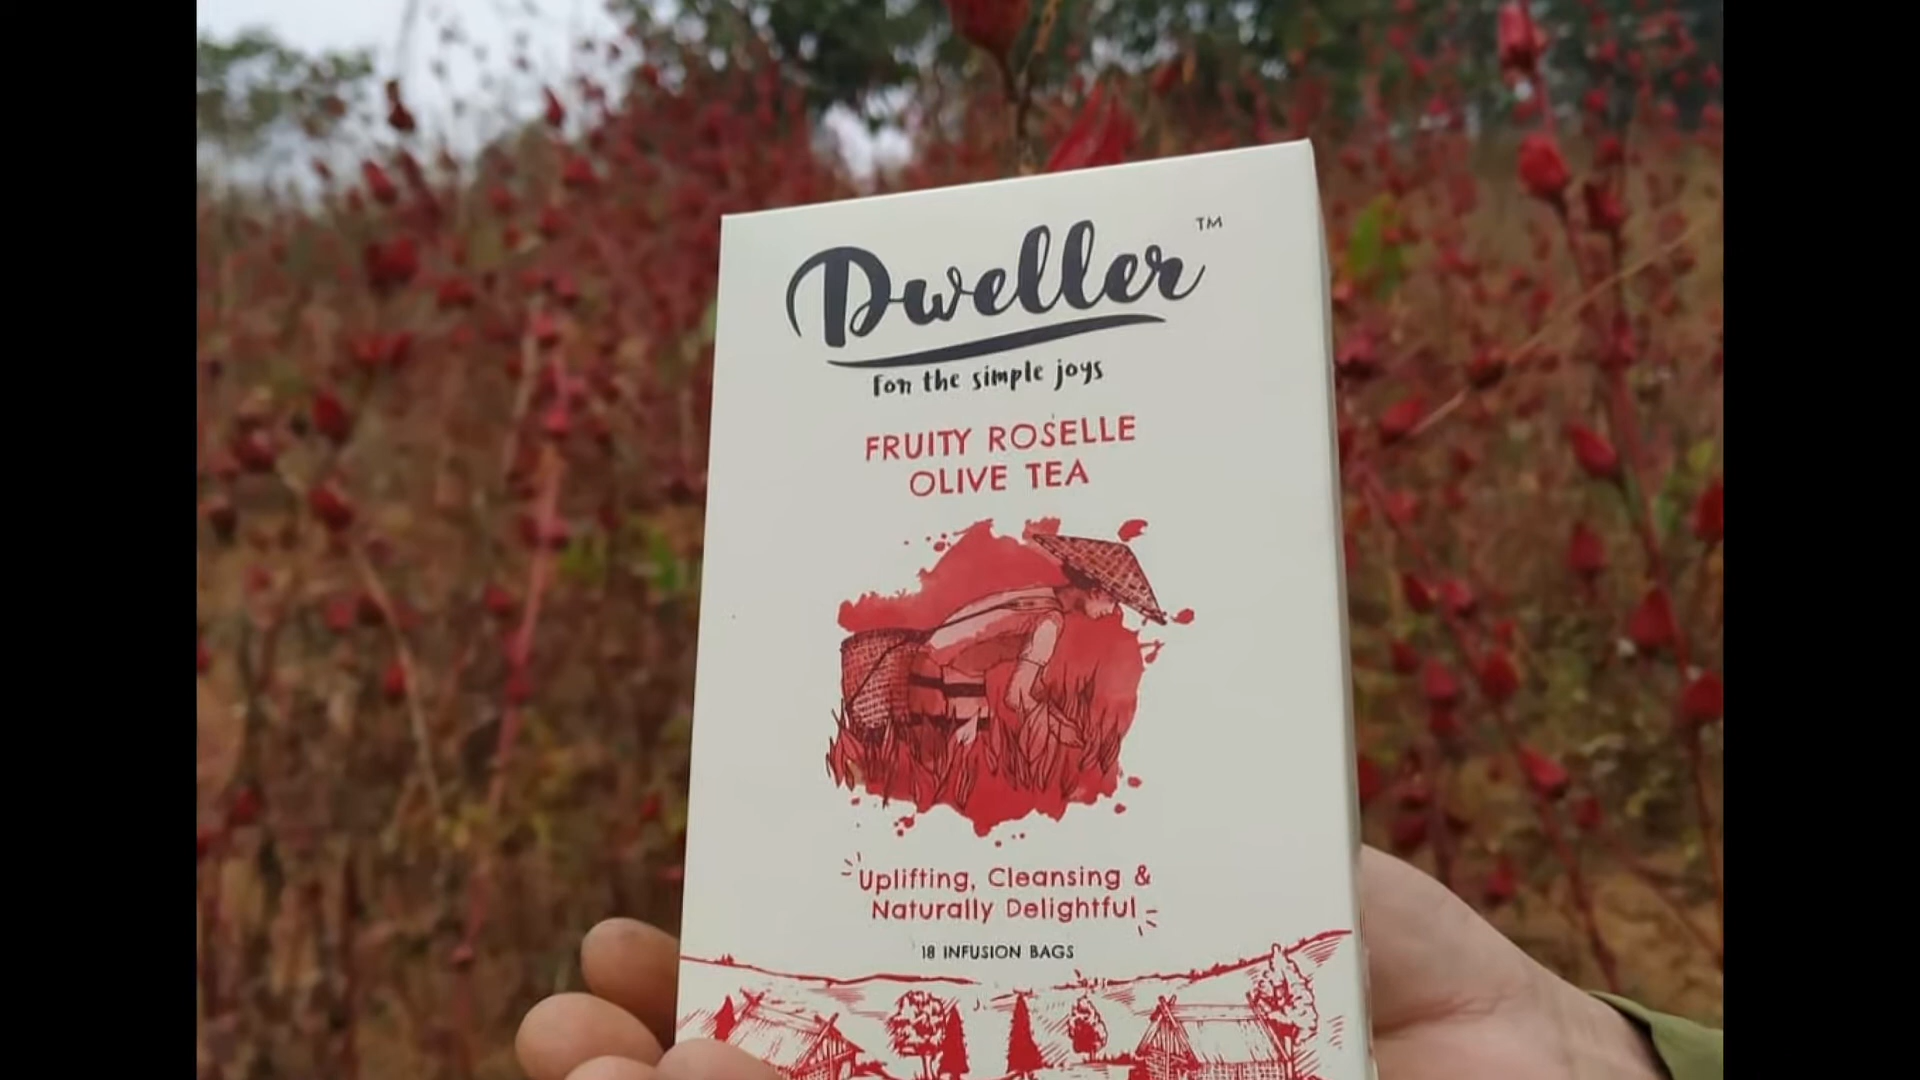 Dweller™
for the simple joys
FRUITY ROSELLE
OLIVE TEA
Uplifting, Cleansing &
Naturally Delightful
18 INFUSION BAGS